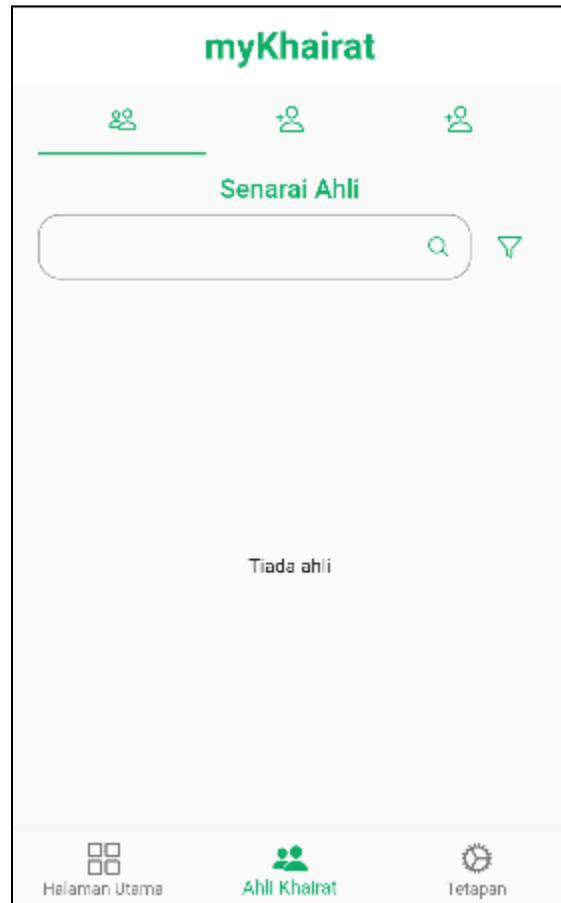 myKhairat
Senarai Ahli
Tiada ahli
Halaman Utama
Ahli Khairat
Tetapan